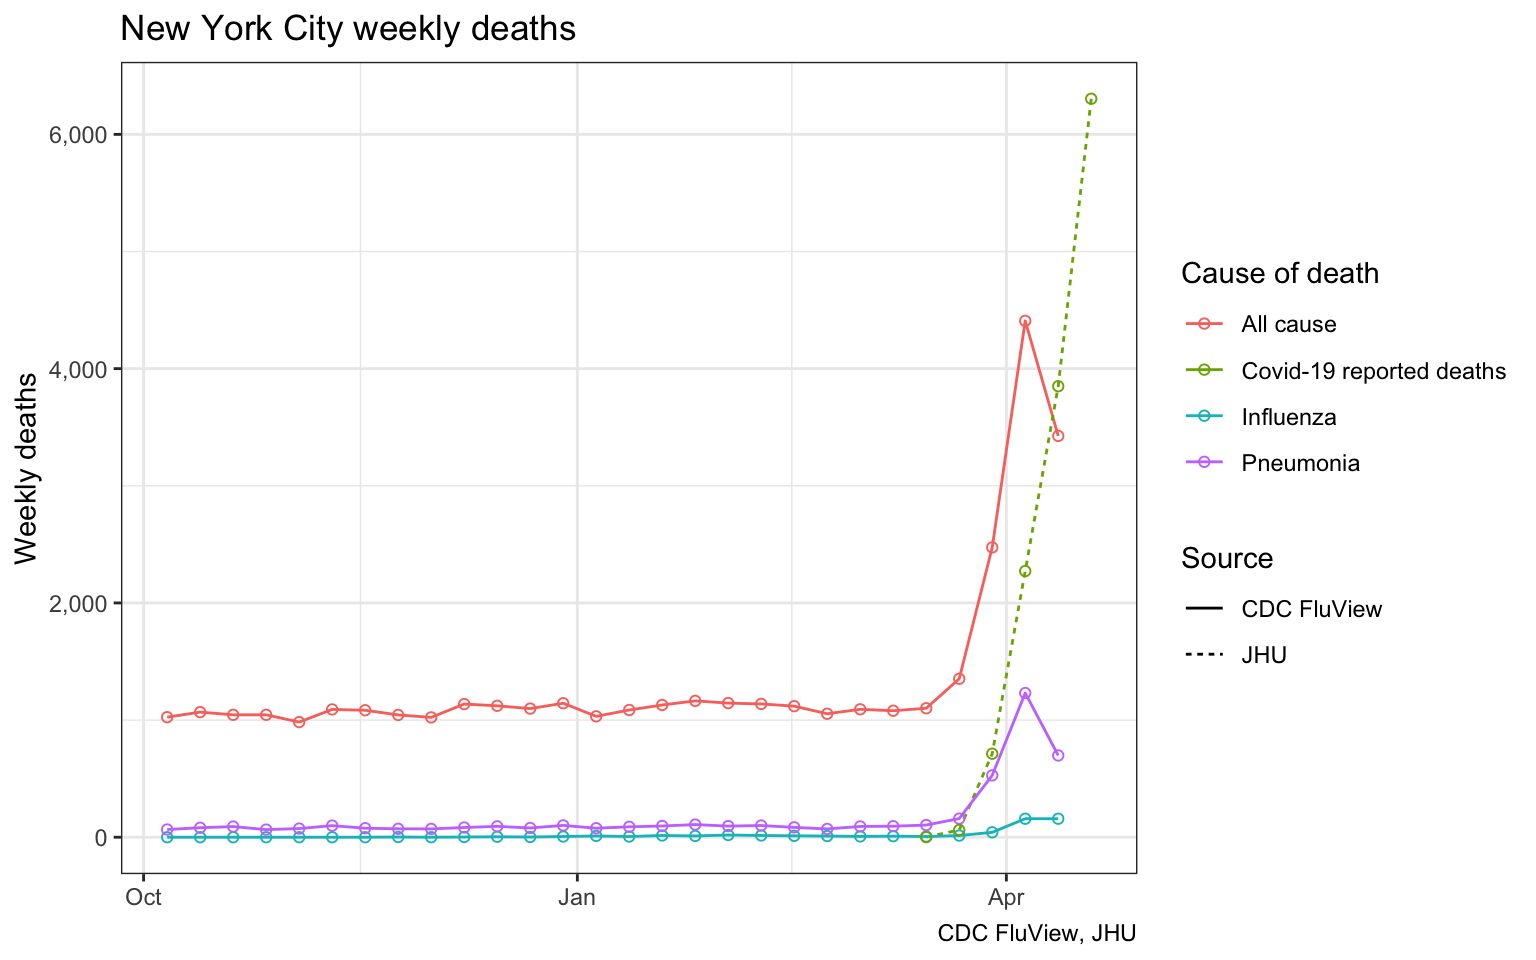 New York City weekly deaths
Weekly deaths
6,000
4,000
2,000
0
Oct
Jan
Apr
CDC FluView, JHU
Cause of death
All cause
Covid-19 reported deaths
Influenza
Pneumonia
Source
CDC FluView
JHU